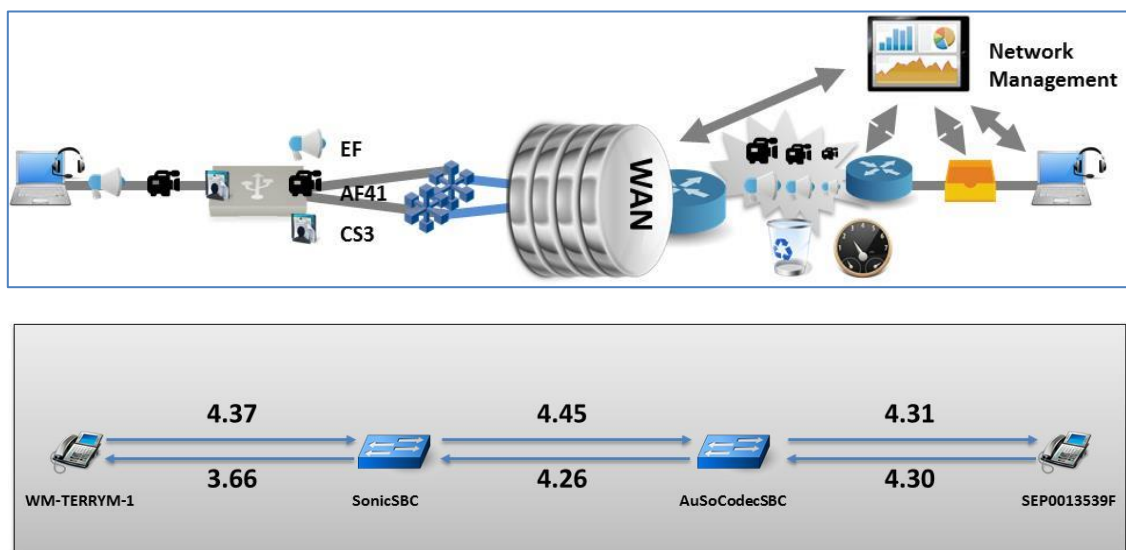 Network
Management
EF
AF41
CS3
WAN
4.37
4.45
4.31
3.66
4.26
4.30
WM-TERRYM-1
SonicSBC
AuSoCodecSBC
SEP0013539F